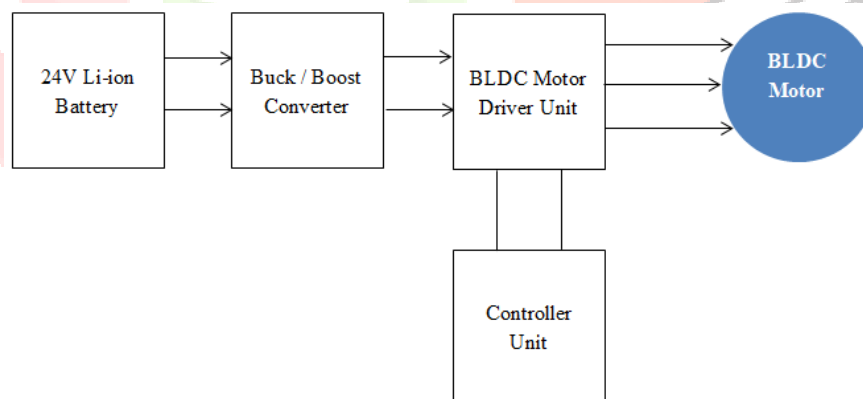 24V Li-ion
Battery
Buck / Boost
Converter
BLDC Motor
Driver Unit
BLDC
Motor
Controller
Unit